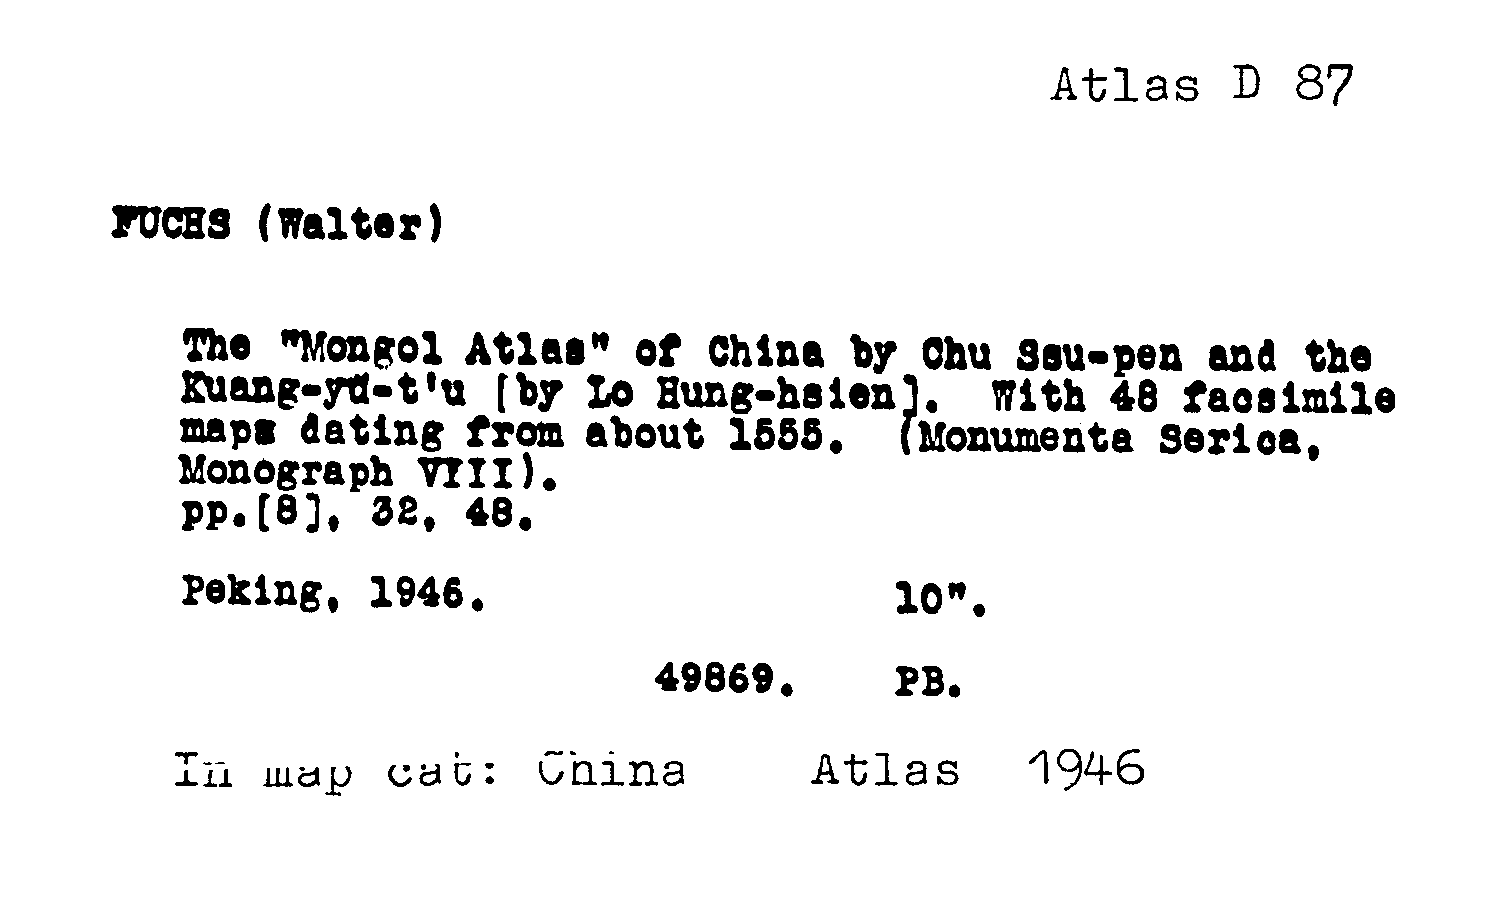 Atlas D 87
FUCHS (Walter)
The "Mongol Atlas" of China by Chu Ssu-pen and the
Kuang-yü-t'u [by Lo Hung-hsien]. With 48 facsimile
maps dating from about 1555. (Monumenta Serica,
Monograph VIII).
pp.[8], 32, 48.
Peking, 1946. 10".
49869. PB.
In map cat: China Atlas 1946